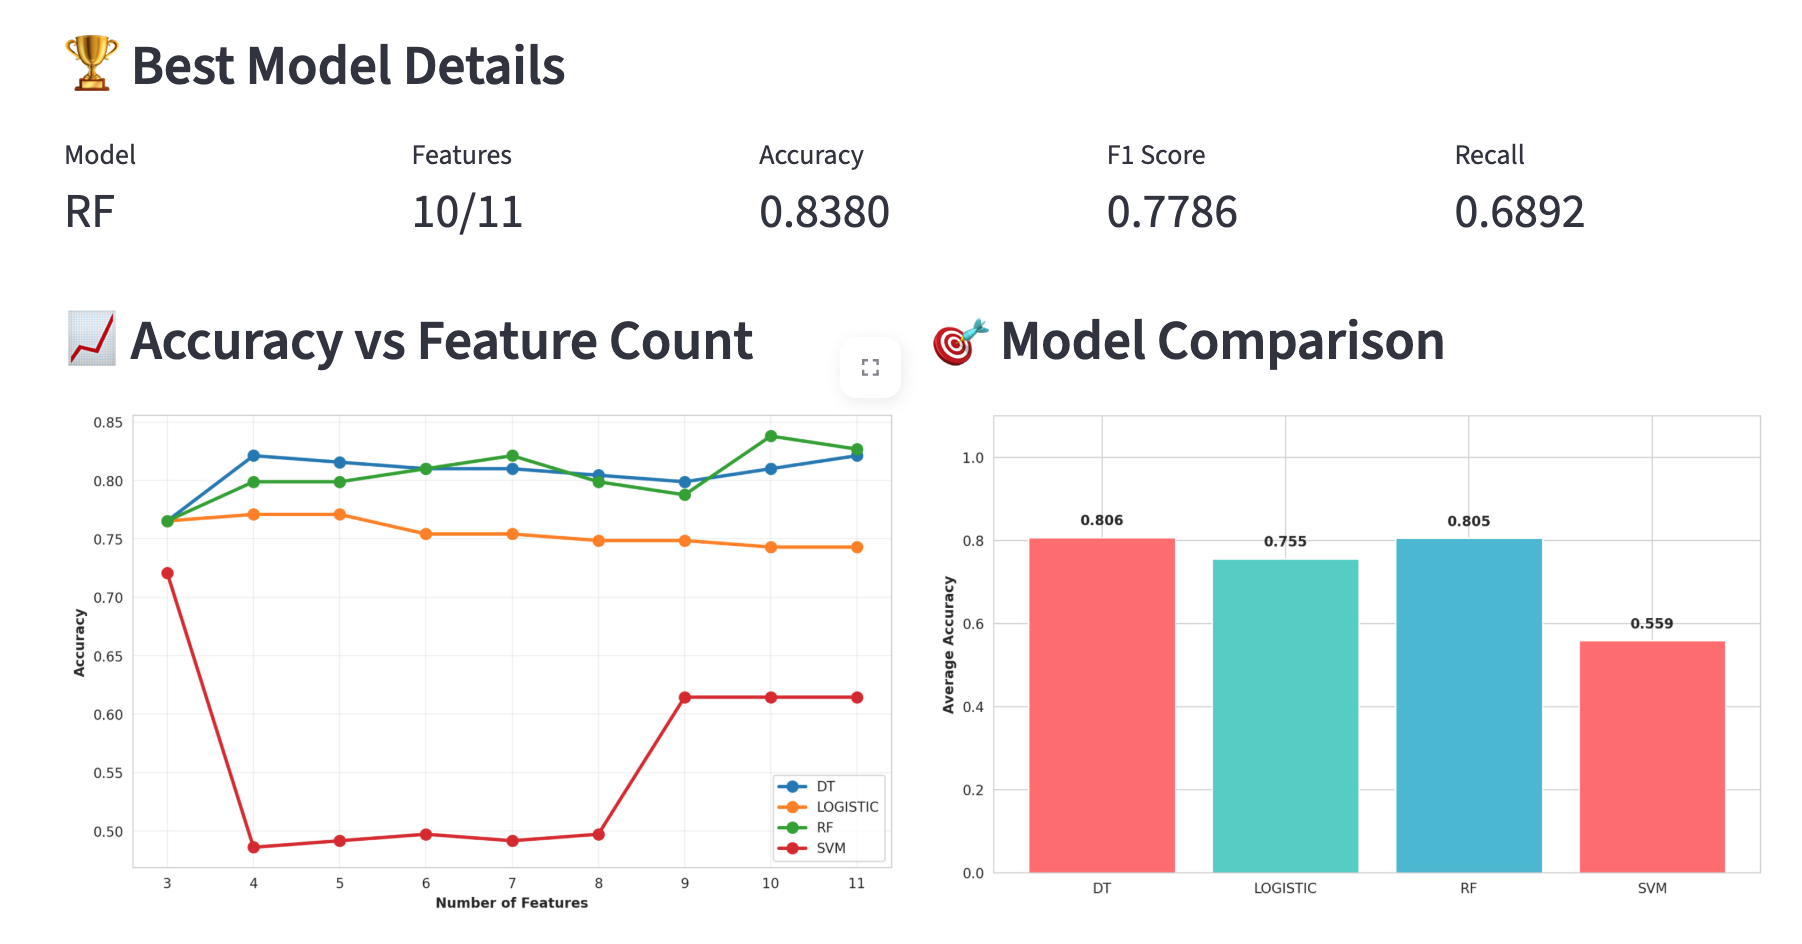 🏆 Best Model Details
Model Features Accuracy F1 Score Recall
RF 10/11 0.8380 0.7786 0.6892
📈 Accuracy vs Feature Count
0.85
0.80
0.75
0.70
0.65
0.60
0.55
0.50
Accuracy
3 4 5 6 7 8 9 10 11
Number of Features
DT
LOGISTIC
RF
SVM
🎯 Model Comparison
1.0
0.8
0.6
0.4
0.2
0.0
Average Accuracy
0.806
0.755
0.805
0.559
DT LOGISTIC RF SVM